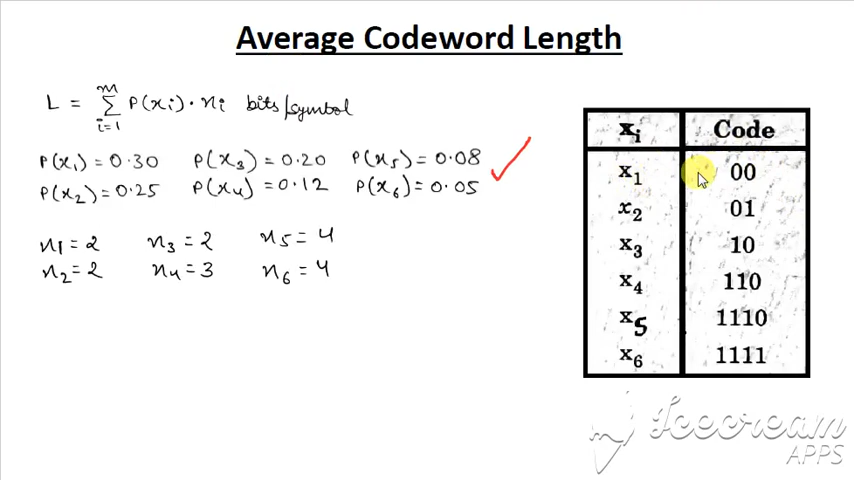 Average Codeword Length
L = m Σ i=1 P(xi) · ni bits/symbol
P(x1) = 0.30 P(x3) = 0.20 P(x5) = 0.08
P(x2) = 0.25 P(x4) = 0.12 P(x6) = 0.05
n1 = 2 n3 = 2 n5 = 4
n2 = 2 n4 = 3 n6 = 4
xi Code
x1 00
x2 01
x3 10
x4 110
x5 1110
x6 1111
Icecream
APPS